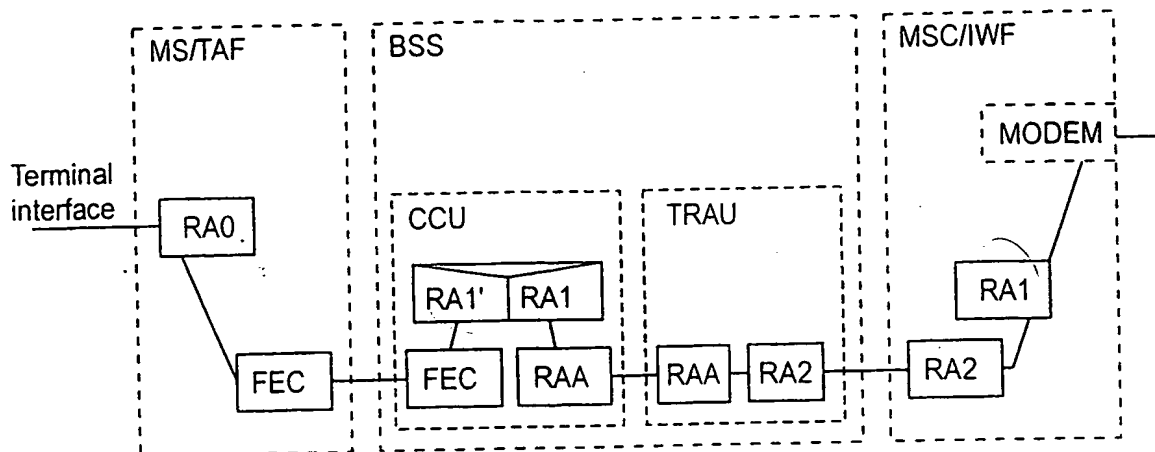 MS/TAF
BSS
MSC/IWF
MODEM
Terminal
interface
RA0
CCU
TRAU
RA1'
RA1
RA1
FEC
FEC
RAA
RAA
RA2
RA2